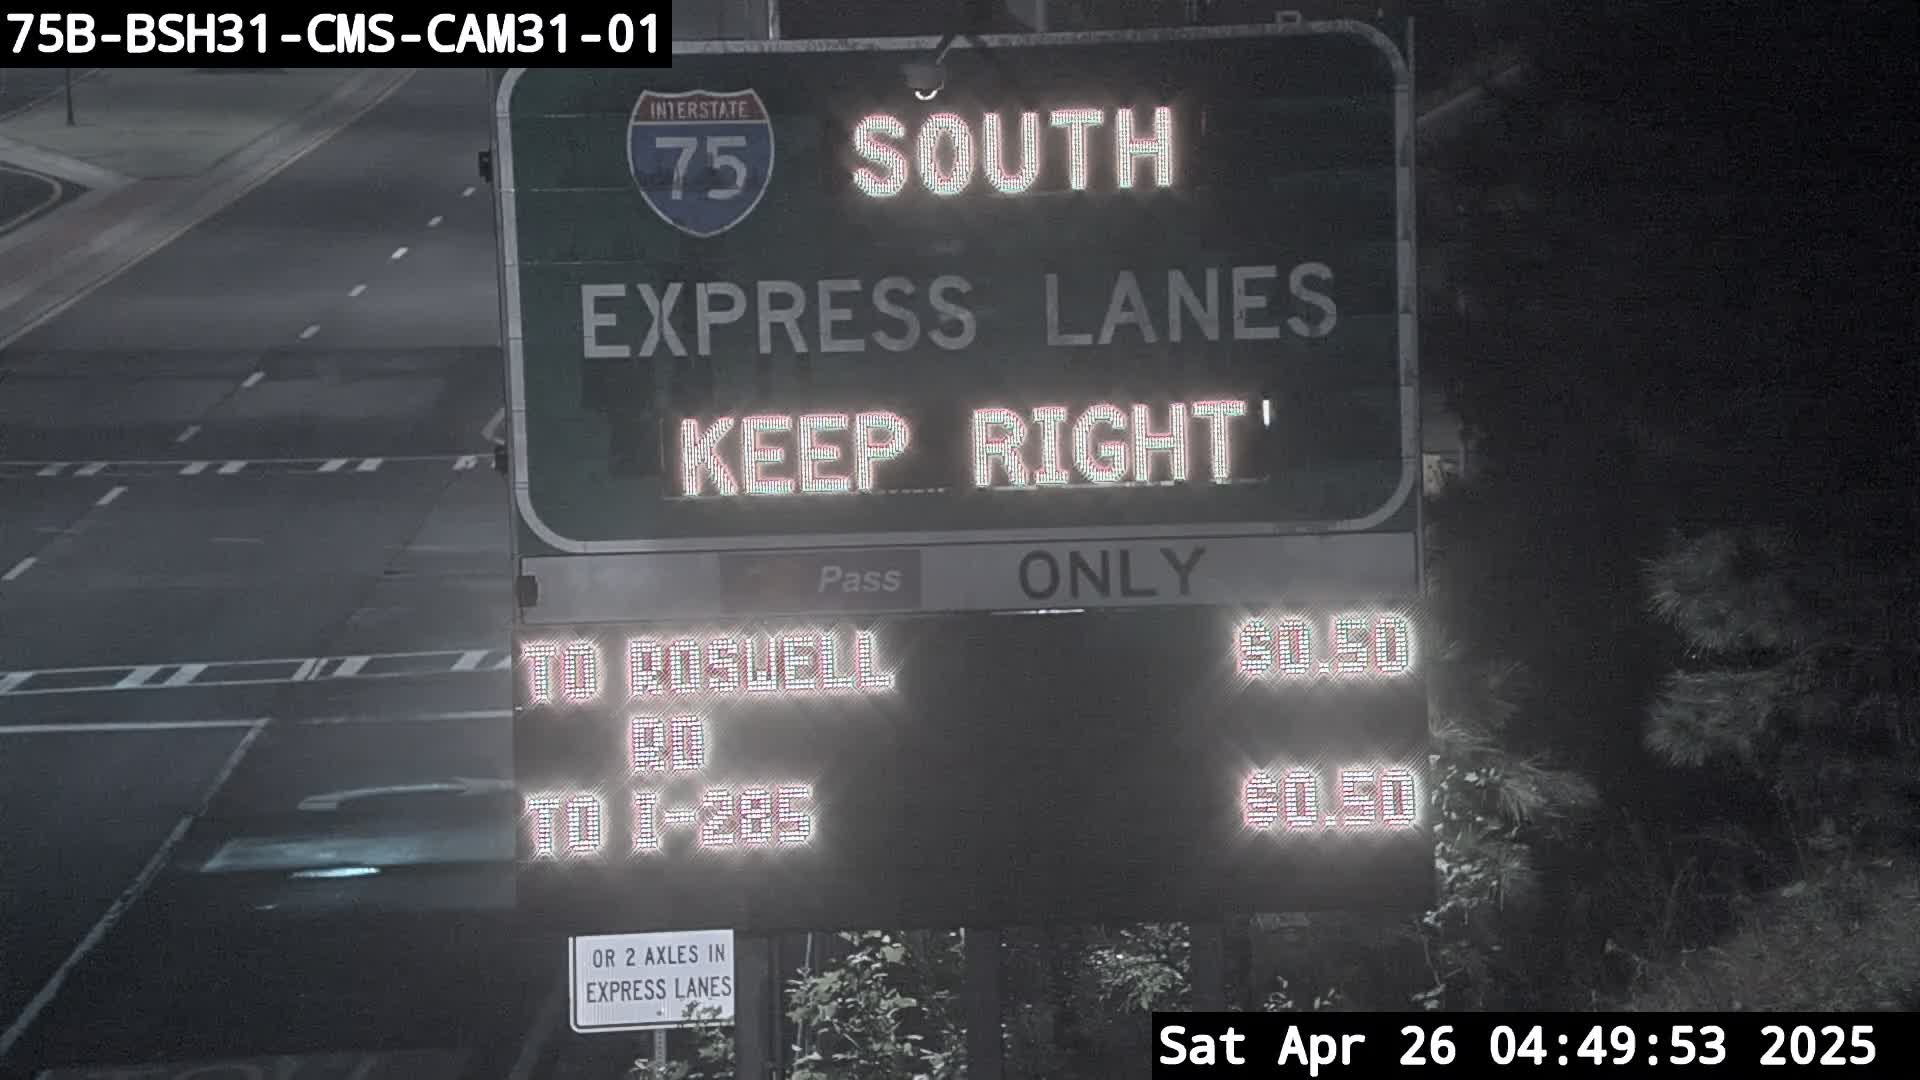 75B-BSH31-CMS-CAM31-01
INTERSTATE
75
SOUTH
EXPRESS LANES
KEEP RIGHT
Pass ONLY
TO ROSWELL $0.50
RD
TO I-285 $0.50
OR 2 AXLES IN
EXPRESS LANES
Sat Apr 26 04:49:53 2025